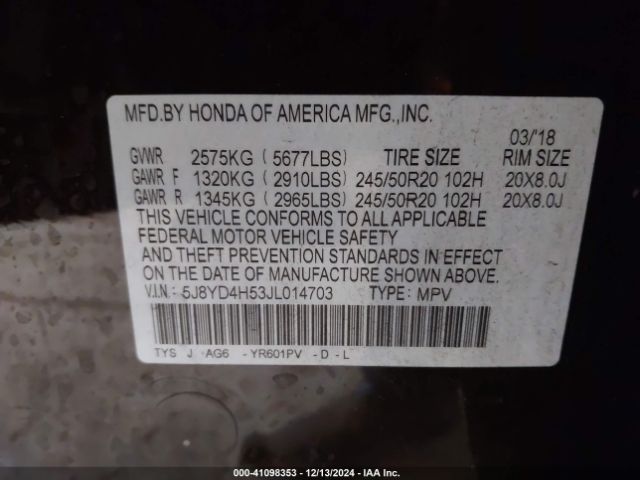 MFD.BY HONDA OF AMERICA MFG.,INC.
03/'18
GVWR 2575KG (5677LBS) TIRE SIZE RIM SIZE
GAWR F 1320KG (2910LBS) 245/50R20 102H 20X8.0J
GAWR R 1345KG (2965LBS) 245/50R20 102H 20X8.0J
THIS VEHICLE CONFORMS TO ALL APPLICABLE
FEDERAL MOTOR VEHICLE SAFETY
AND THEFT PREVENTION STANDARDS IN EFFECT
ON THE DATE OF MANUFACTURE SHOWN ABOVE.
V.I.N.: 5J8YD4H53JL014703 TYPE: MPV
TYS J AG6 - YR601PV - D - L
000-41098353 - 12/13/2024 - IAA Inc.